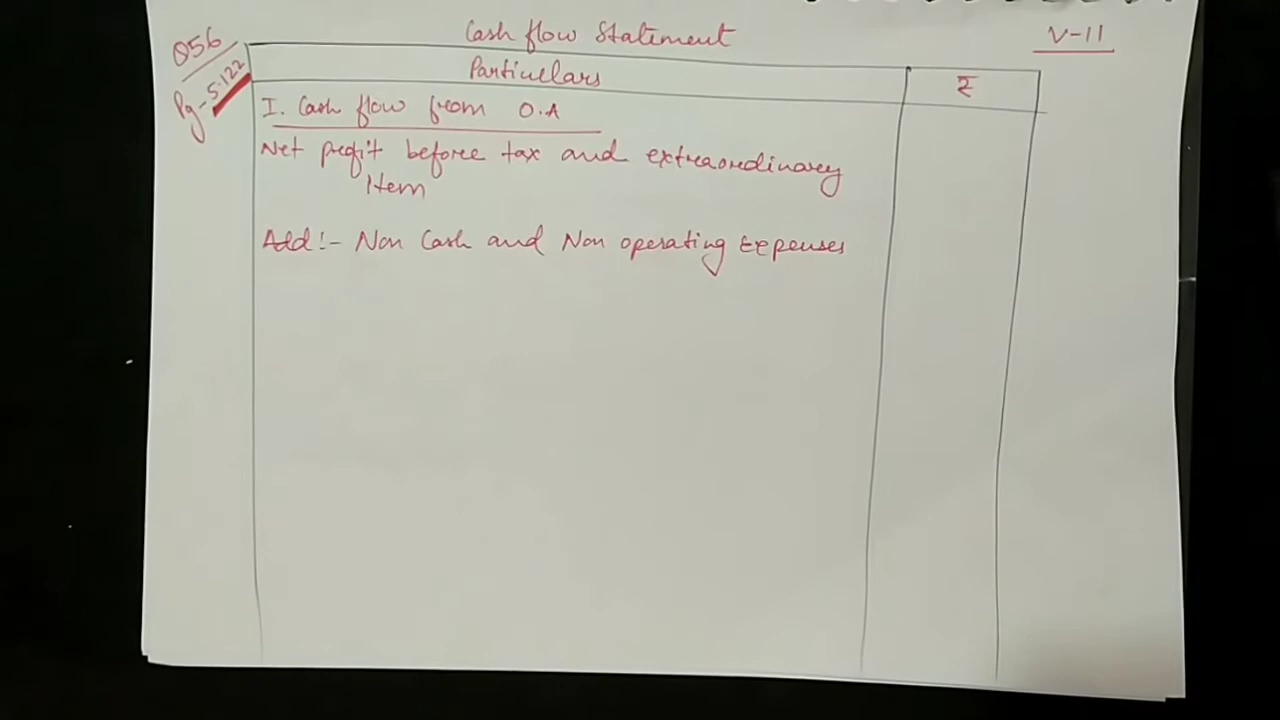 Cash flow Statement
V-11
Q56
Pg-5.122
Particulars
₹
I. Cash flow from O.A
Net profit before tax and extraordinary
Item
Add:- Non Cash and Non operating Expenses